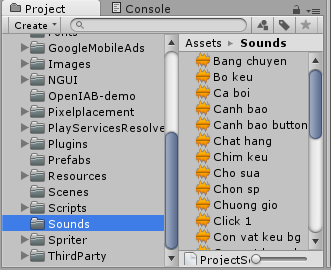 Project
Console
Create
Fonts
GoogleMobileAds
Images
NGUI
OpenIAB-demo
Pixelplacement
PlayServicesResolve
Plugins
Prefabs
Resources
Scenes
Scripts
Sounds
Spriter
ThirdParty
Assets Sounds
Bang chuyen
Bo keu
Ca boi
Canh bao
Canh bao button
Chat hang
Chim keu
Cho sua
Chon sp
Chuong gio
Click 1
Con vat keu bg
ProjectSe